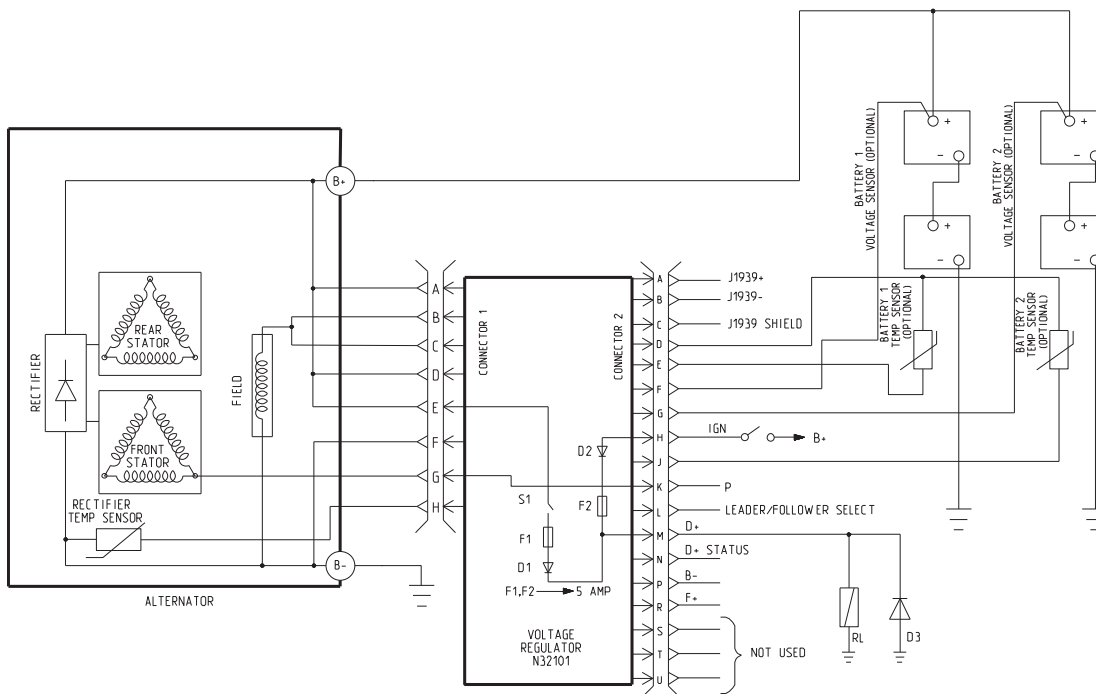 B+
REAR
STATOR
RECTIFIER
FRONT
STATOR
FIELD
RECTIFIER
TEMP SENSOR
B-
ALTERNATOR
A
B
C
D
E
F
G
H
CONNECTOR 1
CONNECTOR 2
S1
F1
D1
D2
F2
F1,F2 5 AMP
VOLTAGE
REGULATOR
N32101
A
B
C
D
E
F
G
H
J
K
L
M
N
P
R
S
T
U
J1939+
J1939-
J1939 SHIELD
IGN
B+
P
LEADER/FOLLOWER SELECT
D+
D+ STATUS
B-
F+
NOT USED
RL
D3
BATTERY 1
VOLTAGE SENSOR (OPTIONAL)
BATTERY 2
VOLTAGE SENSOR (OPTIONAL)
BATTERY 1
TEMP SENSOR
(OPTIONAL)
BATTERY 2
TEMP SENSOR
(OPTIONAL)
+
-
+
-
+
-
+
-